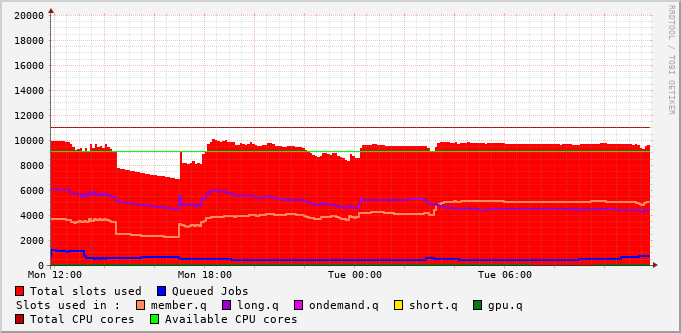 20000
18000
16000
14000
12000
10000
8000
6000
4000
2000
0
Mon 12:00 Mon 18:00 Tue 00:00 Tue 06:00
RRDTOOL / TOBI OETIKER
Total slots used Queued Jobs
Slots used in : member.q long.q ondemand.q short.q gpu.q
Total CPU cores Available CPU cores